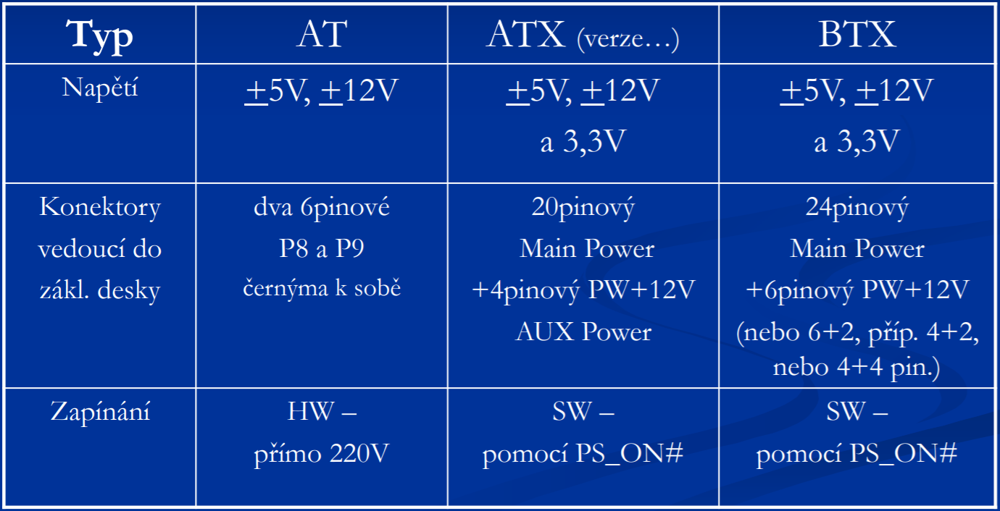 Typ AT ATX (verze…) BTX
Napětí ±5V, ±12V ±5V, ±12V ±5V, ±12V
a 3,3V a 3,3V
Konektory dva 6pinové 20pinový 24pinový
vedoucí do P8 a P9 Main Power Main Power
zákl. desky černýma k sobě +4pinový PW+12V +6pinový PW+12V
AUX Power (nebo 6+2, příp. 4+2,
nebo 4+4 pin.)
Zapínání HW – SW – SW –
přímo 220V pomocí PS_ON# pomocí PS_ON#